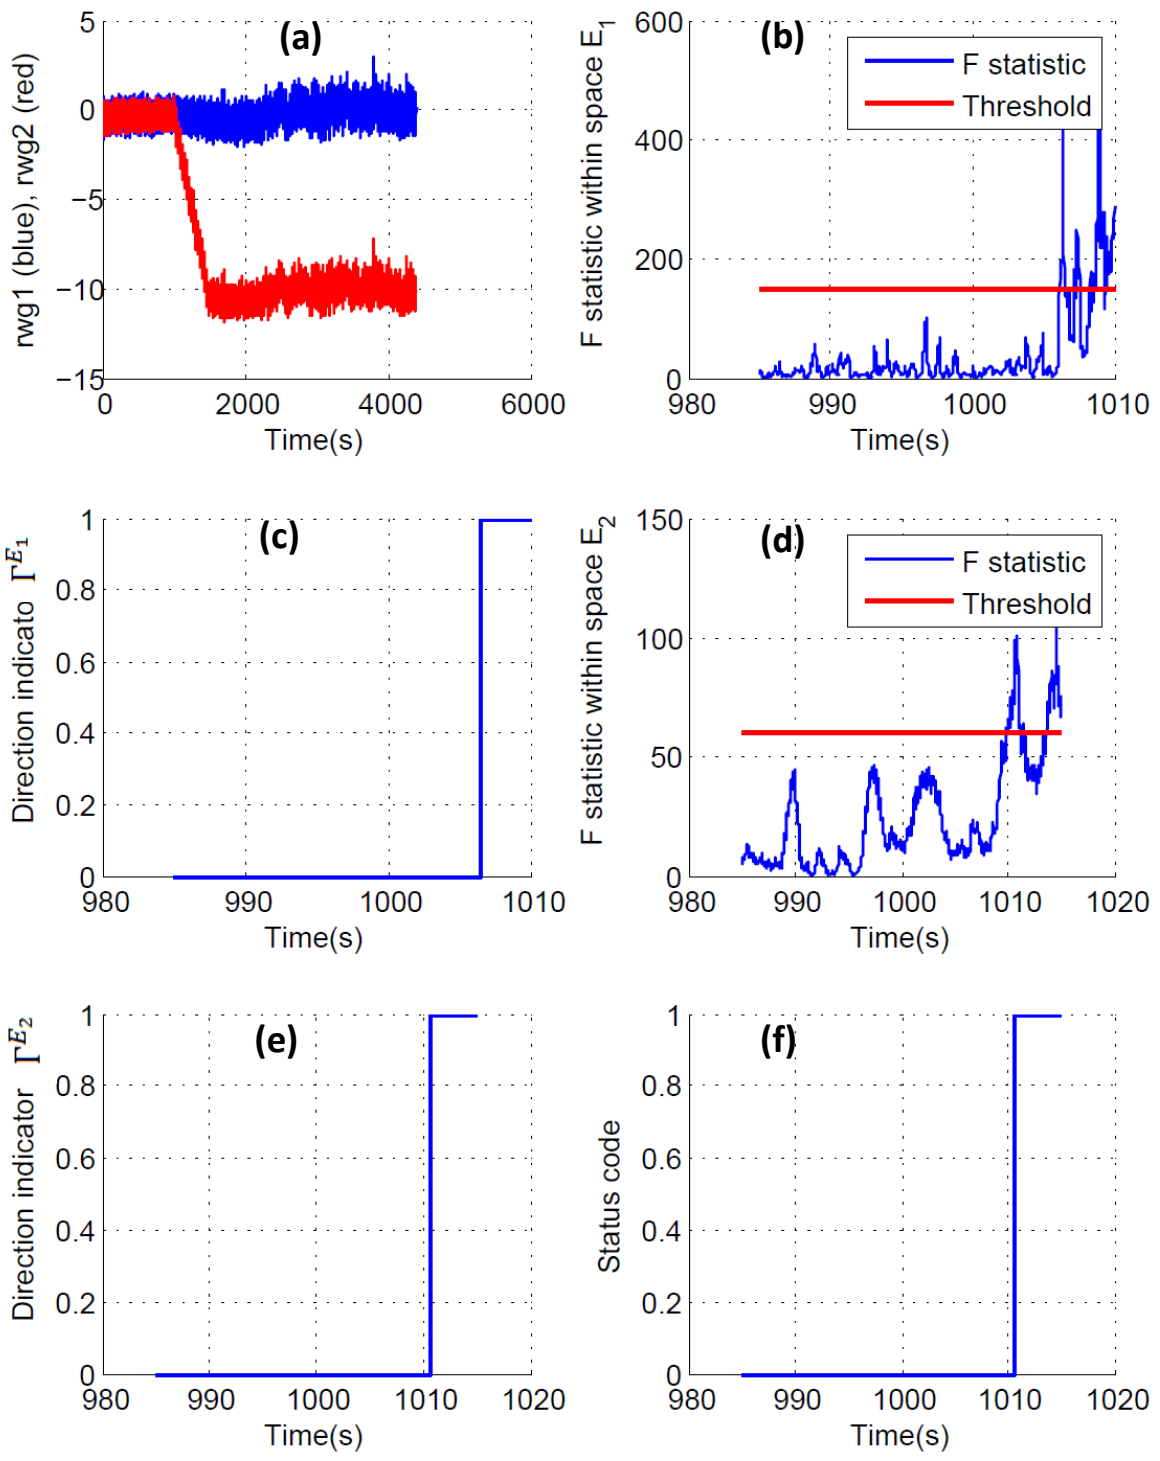 (a)
rwg1 (blue), rwg2 (red)
5
0
−5
−10
−15
0 2000 4000 6000
Time(s)
(b)
F statistic within space E1
600
400
200
0
F statistic
Threshold
980 990 1000 1010
Time(s)
(c)
Direction indicato Γ^E1
1
0.8
0.6
0.4
0.2
0
980 990 1000 1010
Time(s)
(d)
F statistic within space E2
150
100
50
0
F statistic
Threshold
980 990 1000 1010 1020
Time(s)
(e)
Direction indicator Γ^E2
1
0.8
0.6
0.4
0.2
0
980 990 1000 1010 1020
Time(s)
(f)
Status code
1
0.8
0.6
0.4
0.2
0
980 990 1000 1010 1020
Time(s)